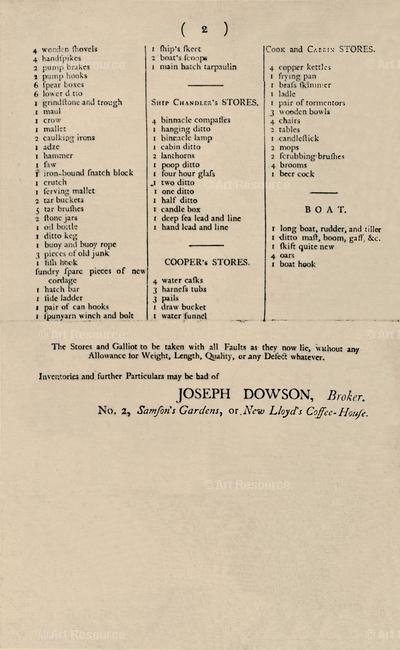 ( 2 )
4 wooden ſhovels
4 handſpikes
2 pump brakes
2 pump hooks
6 ſpear boxes
6 lower ditto
1 grindſtone and trough
1 maul
1 crow
1 mallet
2 caulking irons
1 adze
1 hammer
1 ſaw
1 iron-bound ſnatch block
1 crutch
1 ſerving mallet
2 tar buckets
5 tar bruſhes
2 ſtone jars
1 oil bottle
1 ditto keg
1 buoy and buoy rope
3 pieces of old junk
1 fiſh hook
ſundry ſpare pieces of new
cordage
1 hatch bar
1 ſide ladder
1 pair of can hooks
1 ſpunyarn winch and bolt
1 ſhip's ſkeet
2 boat's ſcoops
1 main hatch tarpaulin
SHIP CHANDLER'S STORES.
4 binnacle compaſſes
1 hanging ditto
1 binnacle lamp
1 cabin ditto
2 lanthorns
1 poop ditto
1 four hour glaſs
1 two ditto
1 one ditto
1 half ditto
1 candle box
1 deep ſea lead and line
1 hand lead and line
COOPER's STORES.
4 water caſks
3 harneſs tubs
3 pails
1 draw bucket
1 water funnel
COOK and CABBIN STORES.
4 copper kettles
1 frying pan
1 braſs ſkimmer
1 ladle
1 pair of tormentors
3 wooden bowls
4 chairs
2 tables
1 candleſtick
2 mops
2 ſcrubbing-bruſhes
4 brooms
1 beer cock
BOAT.
1 long boat, rudder, and tiller
1 ditto maſt, boom, gaff, &c.
1 ſkiff quite new
4 oars
1 boat hook
The Stores and Galliot to be taken with all Faults as they now lie, without any
Allowance for Weight, Length, Quality, or any Defect whatever.
Inventories and further Particulars may be had of
JOSEPH DOWSON, Broker.
No. 2, Samſon's Gardens, or New Lloyd's Coffee-Houſe.
© Art Resource
© Art Resource
© Art Resource
© Art Resource
© Art Resource
© Art Resource